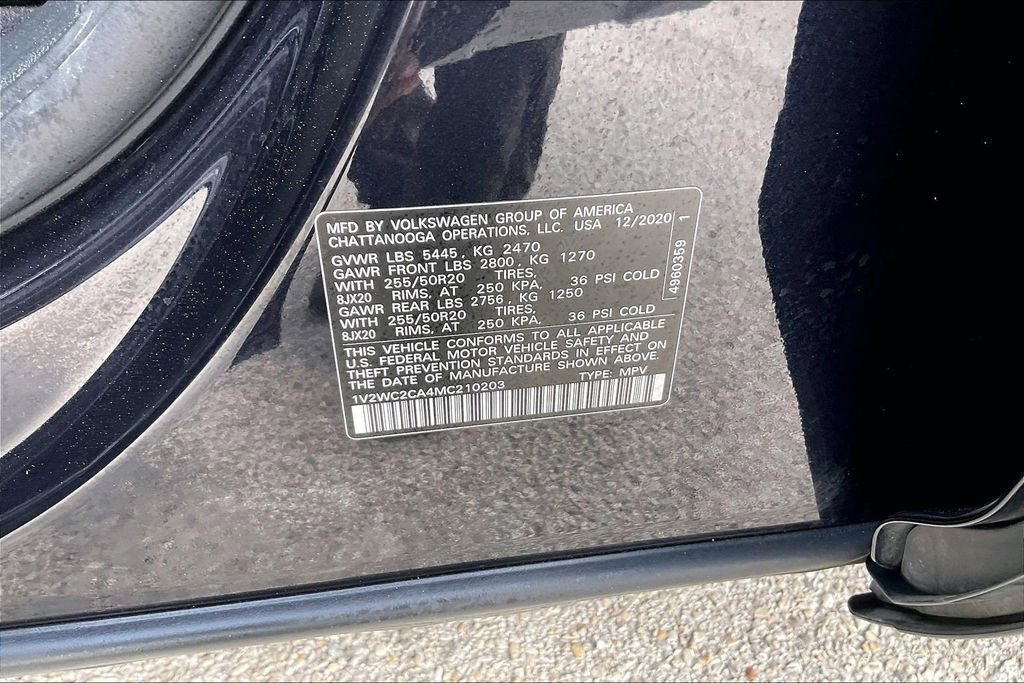 MFD BY VOLKSWAGEN GROUP OF AMERICA
CHATTANOOGA OPERATIONS, LLC. USA 12/2020
GVWR LBS 5445, KG 2470
GAWR FRONT LBS 2800, KG 1270
WITH 255/50R20 TIRES,
8JX20 RIMS, AT 250 KPA, 36 PSI COLD
GAWR REAR LBS 2756, KG 1250
WITH 255/50R20 TIRES,
8JX20 RIMS, AT 250 KPA, 36 PSI COLD
THIS VEHICLE CONFORMS TO ALL APPLICABLE
U.S. FEDERAL MOTOR VEHICLE SAFETY AND
THEFT PREVENTION STANDARDS IN EFFECT ON
THE DATE OF MANUFACTURE SHOWN ABOVE.
1V2WC2CA4MC210203 TYPE: MPV
4960359 1